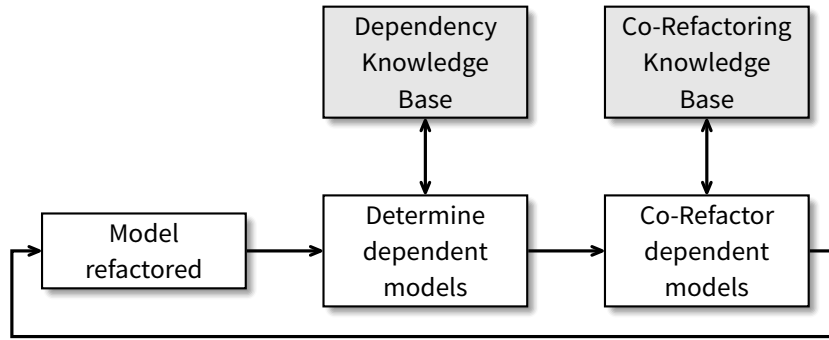 Dependency
Knowledge
Base
Co-Refactoring
Knowledge
Base
Model
refactored
Determine
dependent
models
Co-Refactor
dependent
models